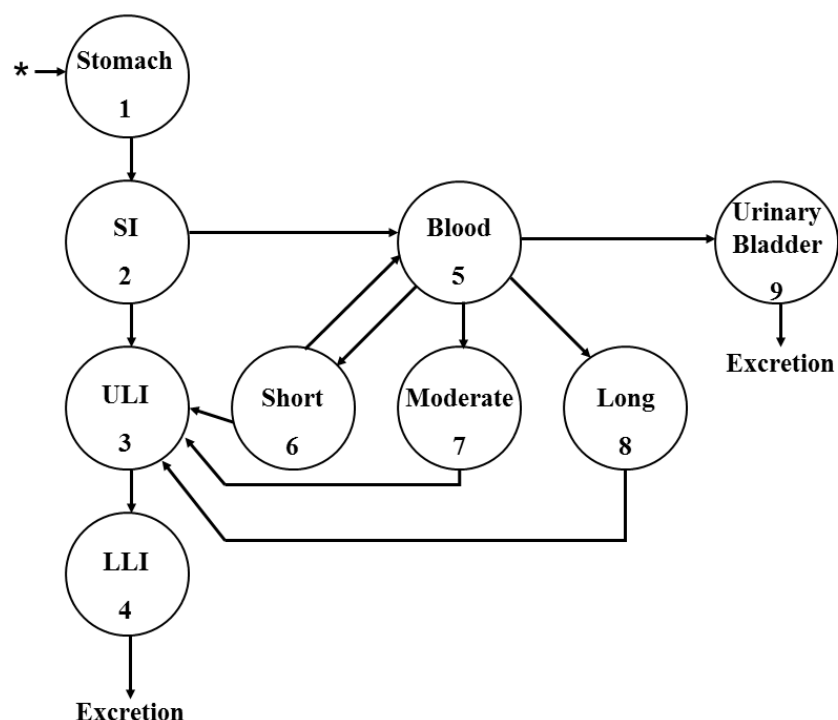 *
Stomach
1
SI
2
Blood
5
Urinary
Bladder
9
Excretion
ULI
3
Short
6
Moderate
7
Long
8
LLI
4
Excretion